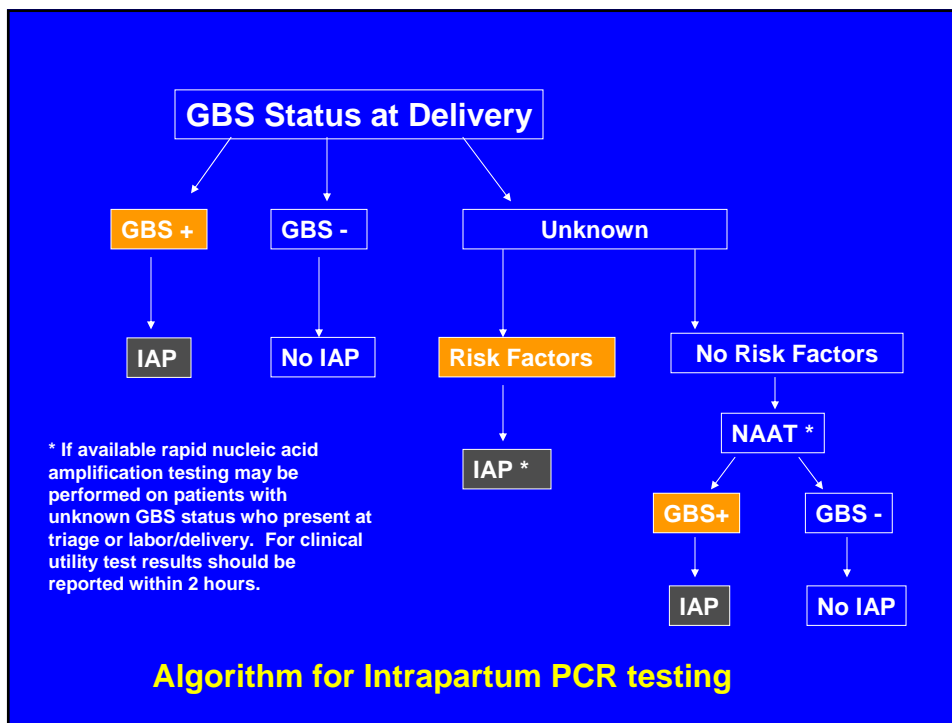 GBS Status at Delivery
GBS +
GBS -
Unknown
IAP
No IAP
Risk Factors
No Risk Factors
* If available rapid nucleic acid
amplification testing may be
performed on patients with
unknown GBS status who present at
triage or labor/delivery.  For clinical
utility test results should be
reported within 2 hours.
IAP *
NAAT *
GBS+
GBS -
IAP
No IAP
Algorithm for Intrapartum PCR testing